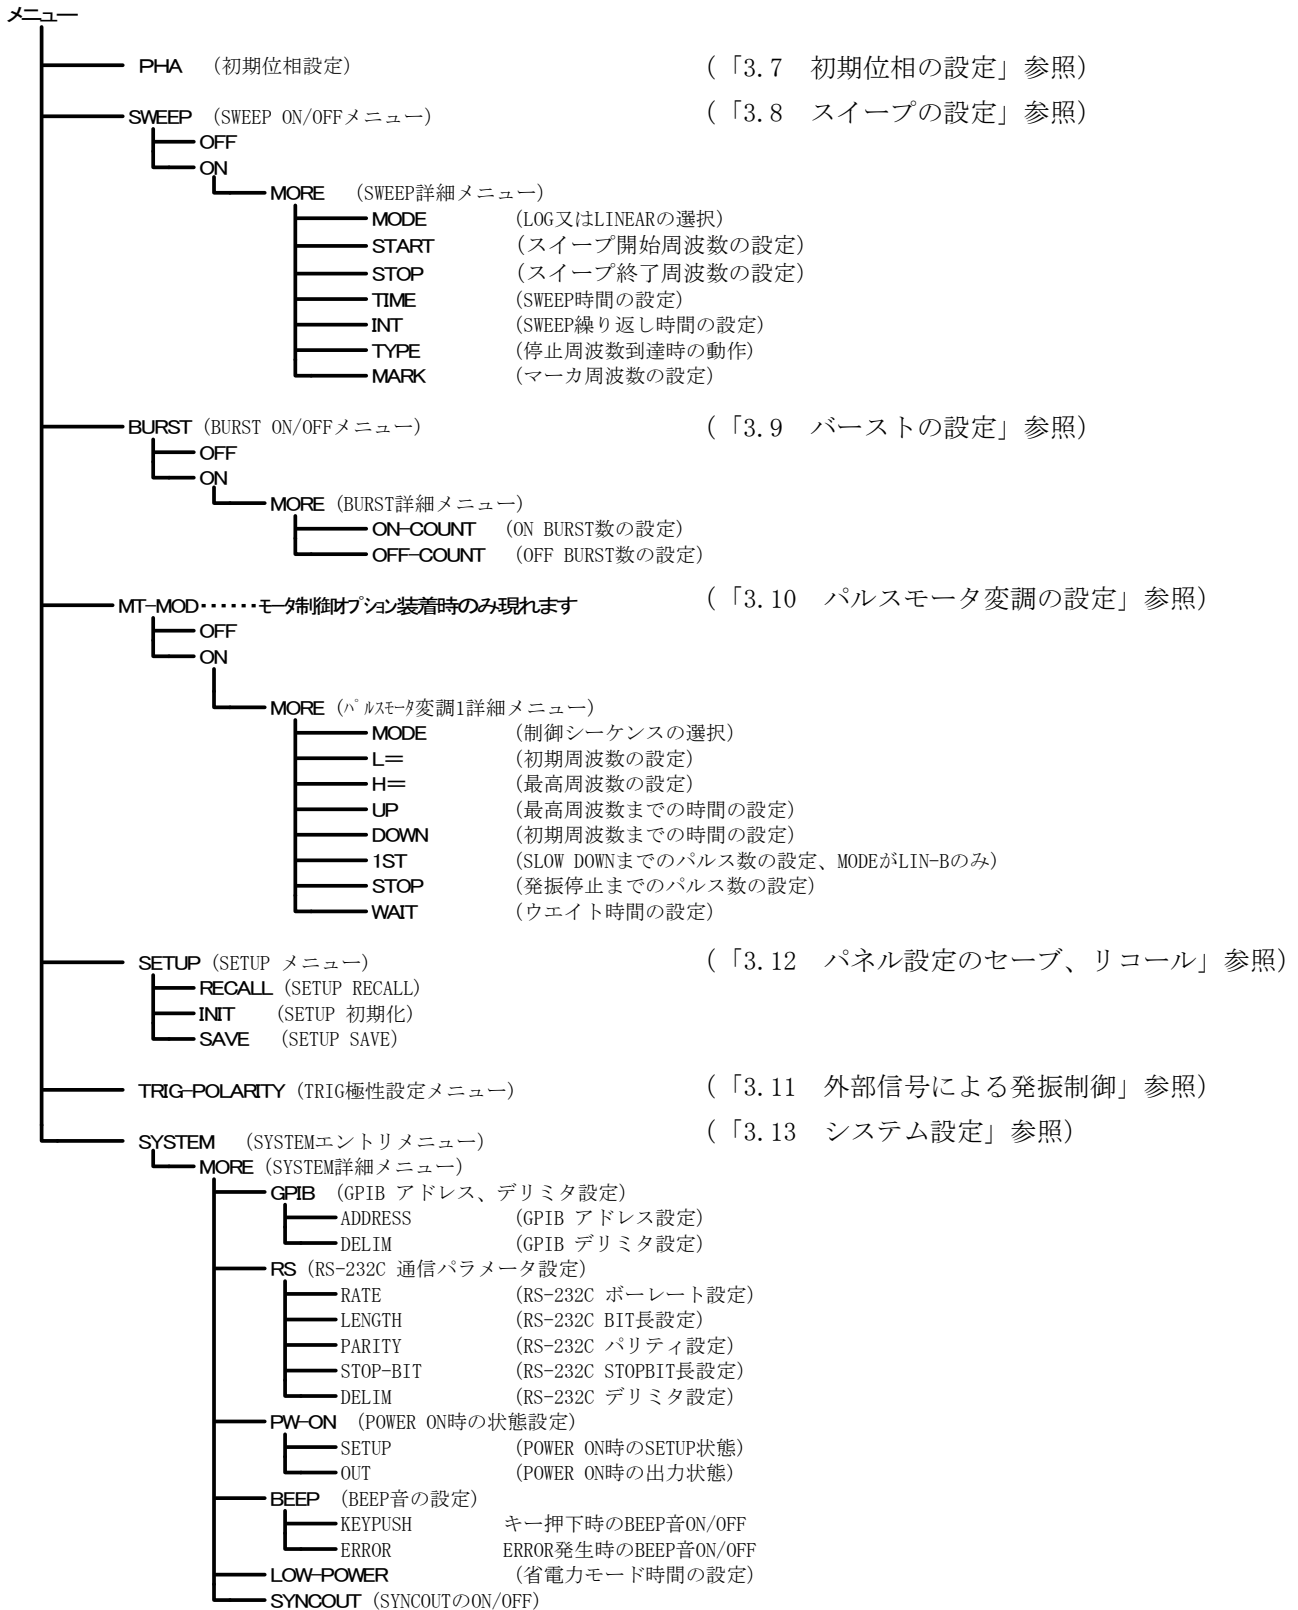 メニュー
PHA （初期位相設定） （「3.7 初期位相の設定」参照）
SWEEP （SWEEP ON/OFFメニュー） （「3.8 スイープの設定」参照）
OFF
ON
MORE （SWEEP詳細メニュー）
MODE （LOG又はLINEARの選択）
START （スイープ開始周波数の設定）
STOP （スイープ終了周波数の設定）
TIME （SWEEP時間の設定）
INT （SWEEP繰り返し時間の設定）
TYPE （停止周波数到達時の動作）
MARK （マーカ周波数の設定）
BURST （BURST ON/OFFメニュー） （「3.9 バーストの設定」参照）
OFF
ON
MORE （BURST詳細メニュー）
ON-COUNT （ON BURST数の設定）
OFF-COUNT （OFF BURST数の設定）
MT-MOD・・・・・・モータ制御オプション装着時のみ現れます （「3.10 パルスモータ変調の設定」参照）
OFF
ON
MORE （パルスモータ変調1詳細メニュー）
MODE （制御シーケンスの選択）
L＝ （初期周波数の設定）
H＝ （最高周波数の設定）
UP （最高周波数までの時間の設定）
DOWN （初期周波数までの時間の設定）
1ST （SLOW DOWNまでのパルス数の設定、MODEがLIN-Bのみ）
STOP （発振停止までのパルス数の設定）
WAIT （ウエイト時間の設定）
SETUP （SETUP メニュー） （「3.12 パネル設定のセーブ、リコール」参照）
RECALL （SETUP RECALL）
INIT （SETUP 初期化）
SAVE （SETUP SAVE）
TRIG-POLARITY （TRIG極性設定メニュー） （「3.11 外部信号による発振制御」参照）
SYSTEM （SYSTEMエントリメニュー） （「3.13 システム設定」参照）
MORE （SYSTEM詳細メニュー）
GPIB （GPIB アドレス、デリミタ設定）
ADDRESS （GPIB アドレス設定）
DELIM （GPIB デリミタ設定）
RS （RS-232C 通信パラメータ設定）
RATE （RS-232C ボーレート設定）
LENGTH （RS-232C BIT長設定）
PARITY （RS-232C パリティ設定）
STOP-BIT （RS-232C STOPBIT長設定）
DELIM （RS-232C デリミタ設定）
PW-ON （POWER ON時の状態設定）
SETUP （POWER ON時のSETUP状態）
OUT （POWER ON時の出力状態）
BEEP （BEEP音の設定）
KEYPUSH キー押下時のBEEP音ON/OFF
ERROR ERROR発生時のBEEP音ON/OFF
LOW-POWER （省電力モード時間の設定）
SYNCOUT （SYNCOUTのON/OFF）